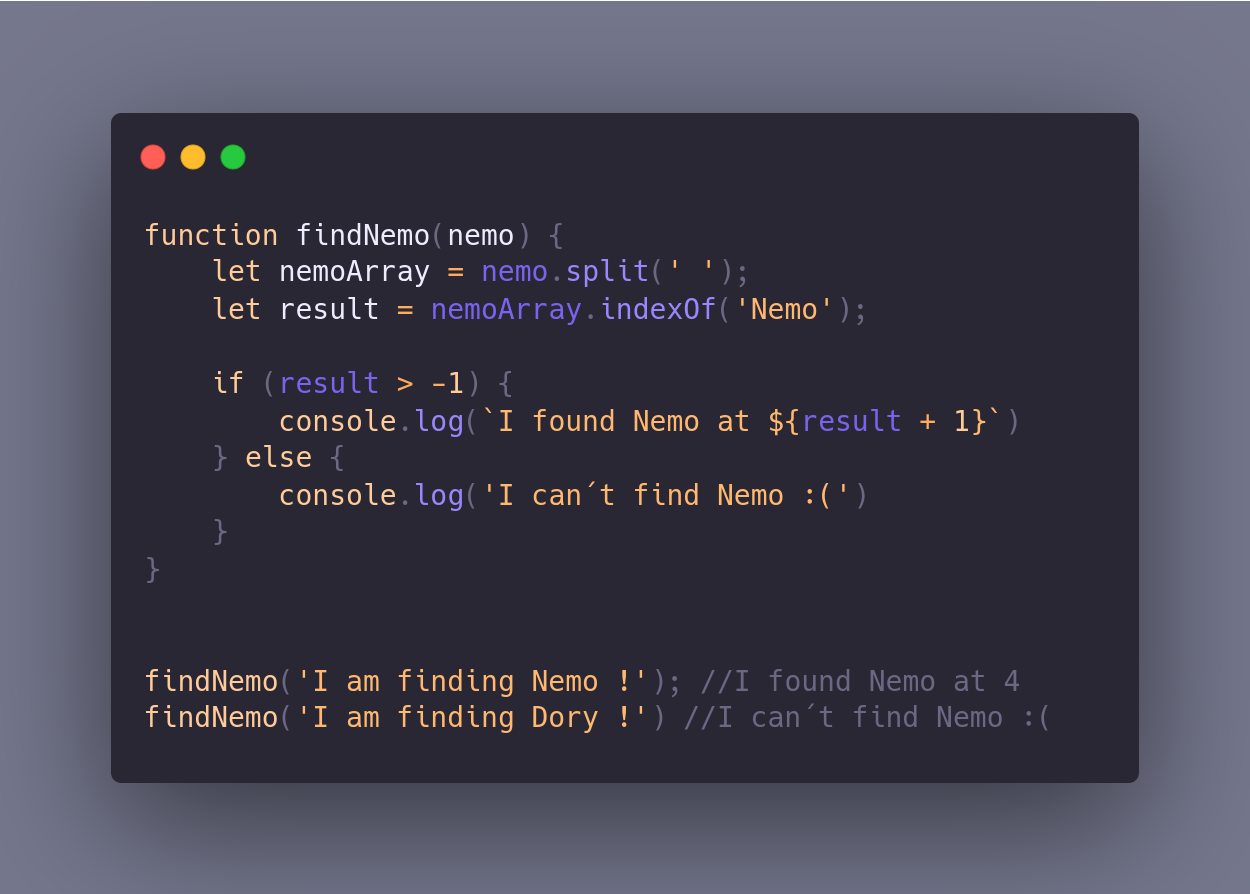 function findNemo(nemo) {
    let nemoArray = nemo.split(' ');
    let result = nemoArray.indexOf('Nemo');

    if (result > -1) {
        console.log(`I found Nemo at ${result + 1}`)
    } else {
        console.log('I can´t find Nemo :(')
    }
}


findNemo('I am finding Nemo !'); //I found Nemo at 4
findNemo('I am finding Dory !') //I can´t find Nemo :(